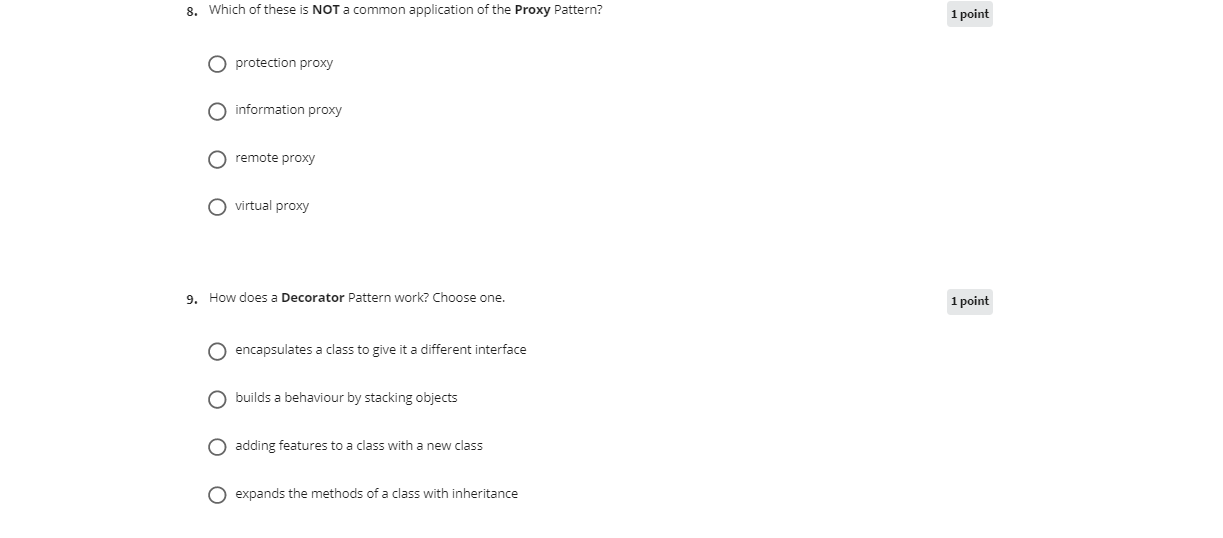 8. Which of these is NOT a common application of the Proxy Pattern? 1 point
protection proxy
information proxy
remote proxy
virtual proxy
9. How does a Decorator Pattern work? Choose one. 1 point
encapsulates a class to give it a different interface
builds a behaviour by stacking objects
adding features to a class with a new class
expands the methods of a class with inheritance